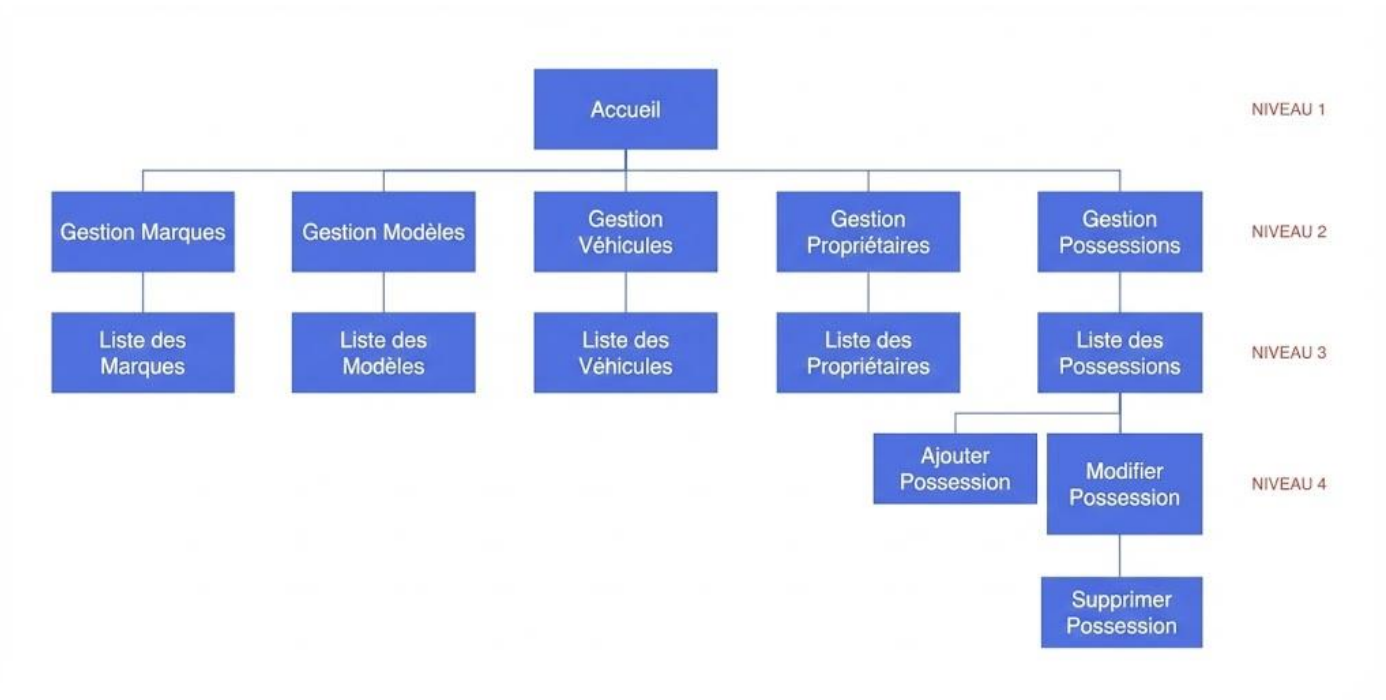 Accueil
NIVEAU 1
Gestion Marques
Gestion Modèles
Gestion
Véhicules
Gestion
Propriétaires
Gestion
Possessions
NIVEAU 2
Liste des
Marques
Liste des
Modèles
Liste des
Véhicules
Liste des
Propriétaires
Liste des
Possessions
NIVEAU 3
Ajouter
Possession
Modifier
Possession
NIVEAU 4
Supprimer
Possession